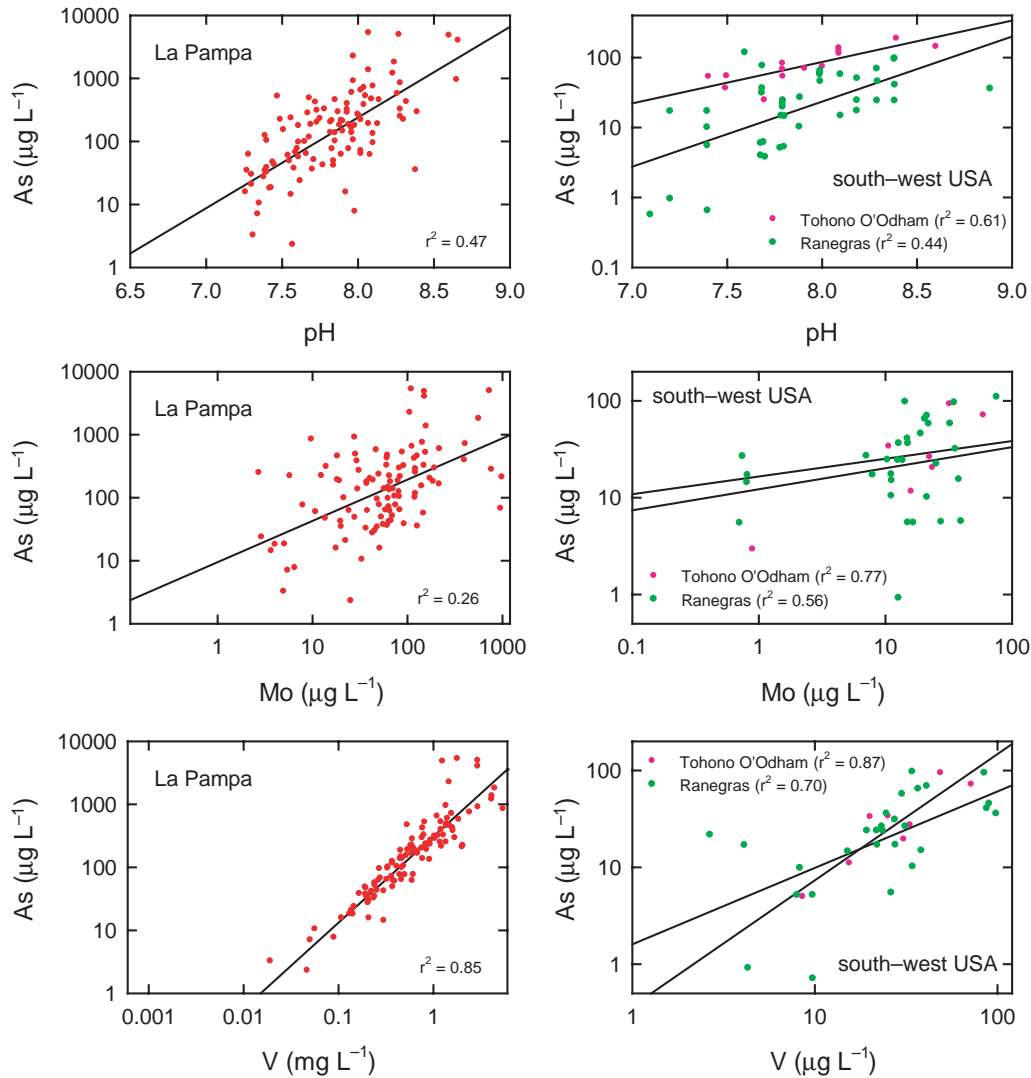 La Pampa
As (µg L⁻¹)
10000
1000
100
10
1
r² = 0.47
6.5 7.0 7.5 8.0 8.5 9.0
pH
As (µg L⁻¹)
100
10
1
0.1
south–west USA
Tohono O'Odham (r² = 0.61)
Ranegras (r² = 0.44)
7.0 7.5 8.0 8.5 9.0
pH
La Pampa
As (µg L⁻¹)
10000
1000
100
10
1
r² = 0.26
1 10 100 1000
Mo (µg L⁻¹)
south–west USA
As (µg L⁻¹)
100
10
1
Tohono O'Odham (r² = 0.77)
Ranegras (r² = 0.56)
0.1 1 10 100
Mo (µg L⁻¹)
La Pampa
As (µg L⁻¹)
10000
1000
100
10
1
r² = 0.85
0.001 0.01 0.1 1
V (mg L⁻¹)
Tohono O'Odham (r² = 0.87)
Ranegras (r² = 0.70)
As (µg L⁻¹)
100
10
1
south–west USA
1 10 100
V (µg L⁻¹)